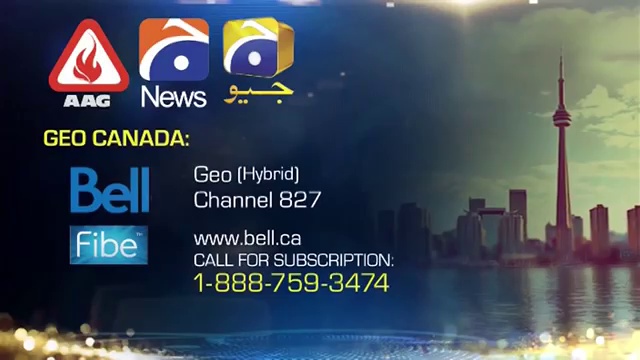 AAG
News
جیو
GEO CANADA:
Bell
Geo (Hybrid)
Channel 827
Fibe™
www.bell.ca
CALL FOR SUBSCRIPTION:
1-888-759-3474